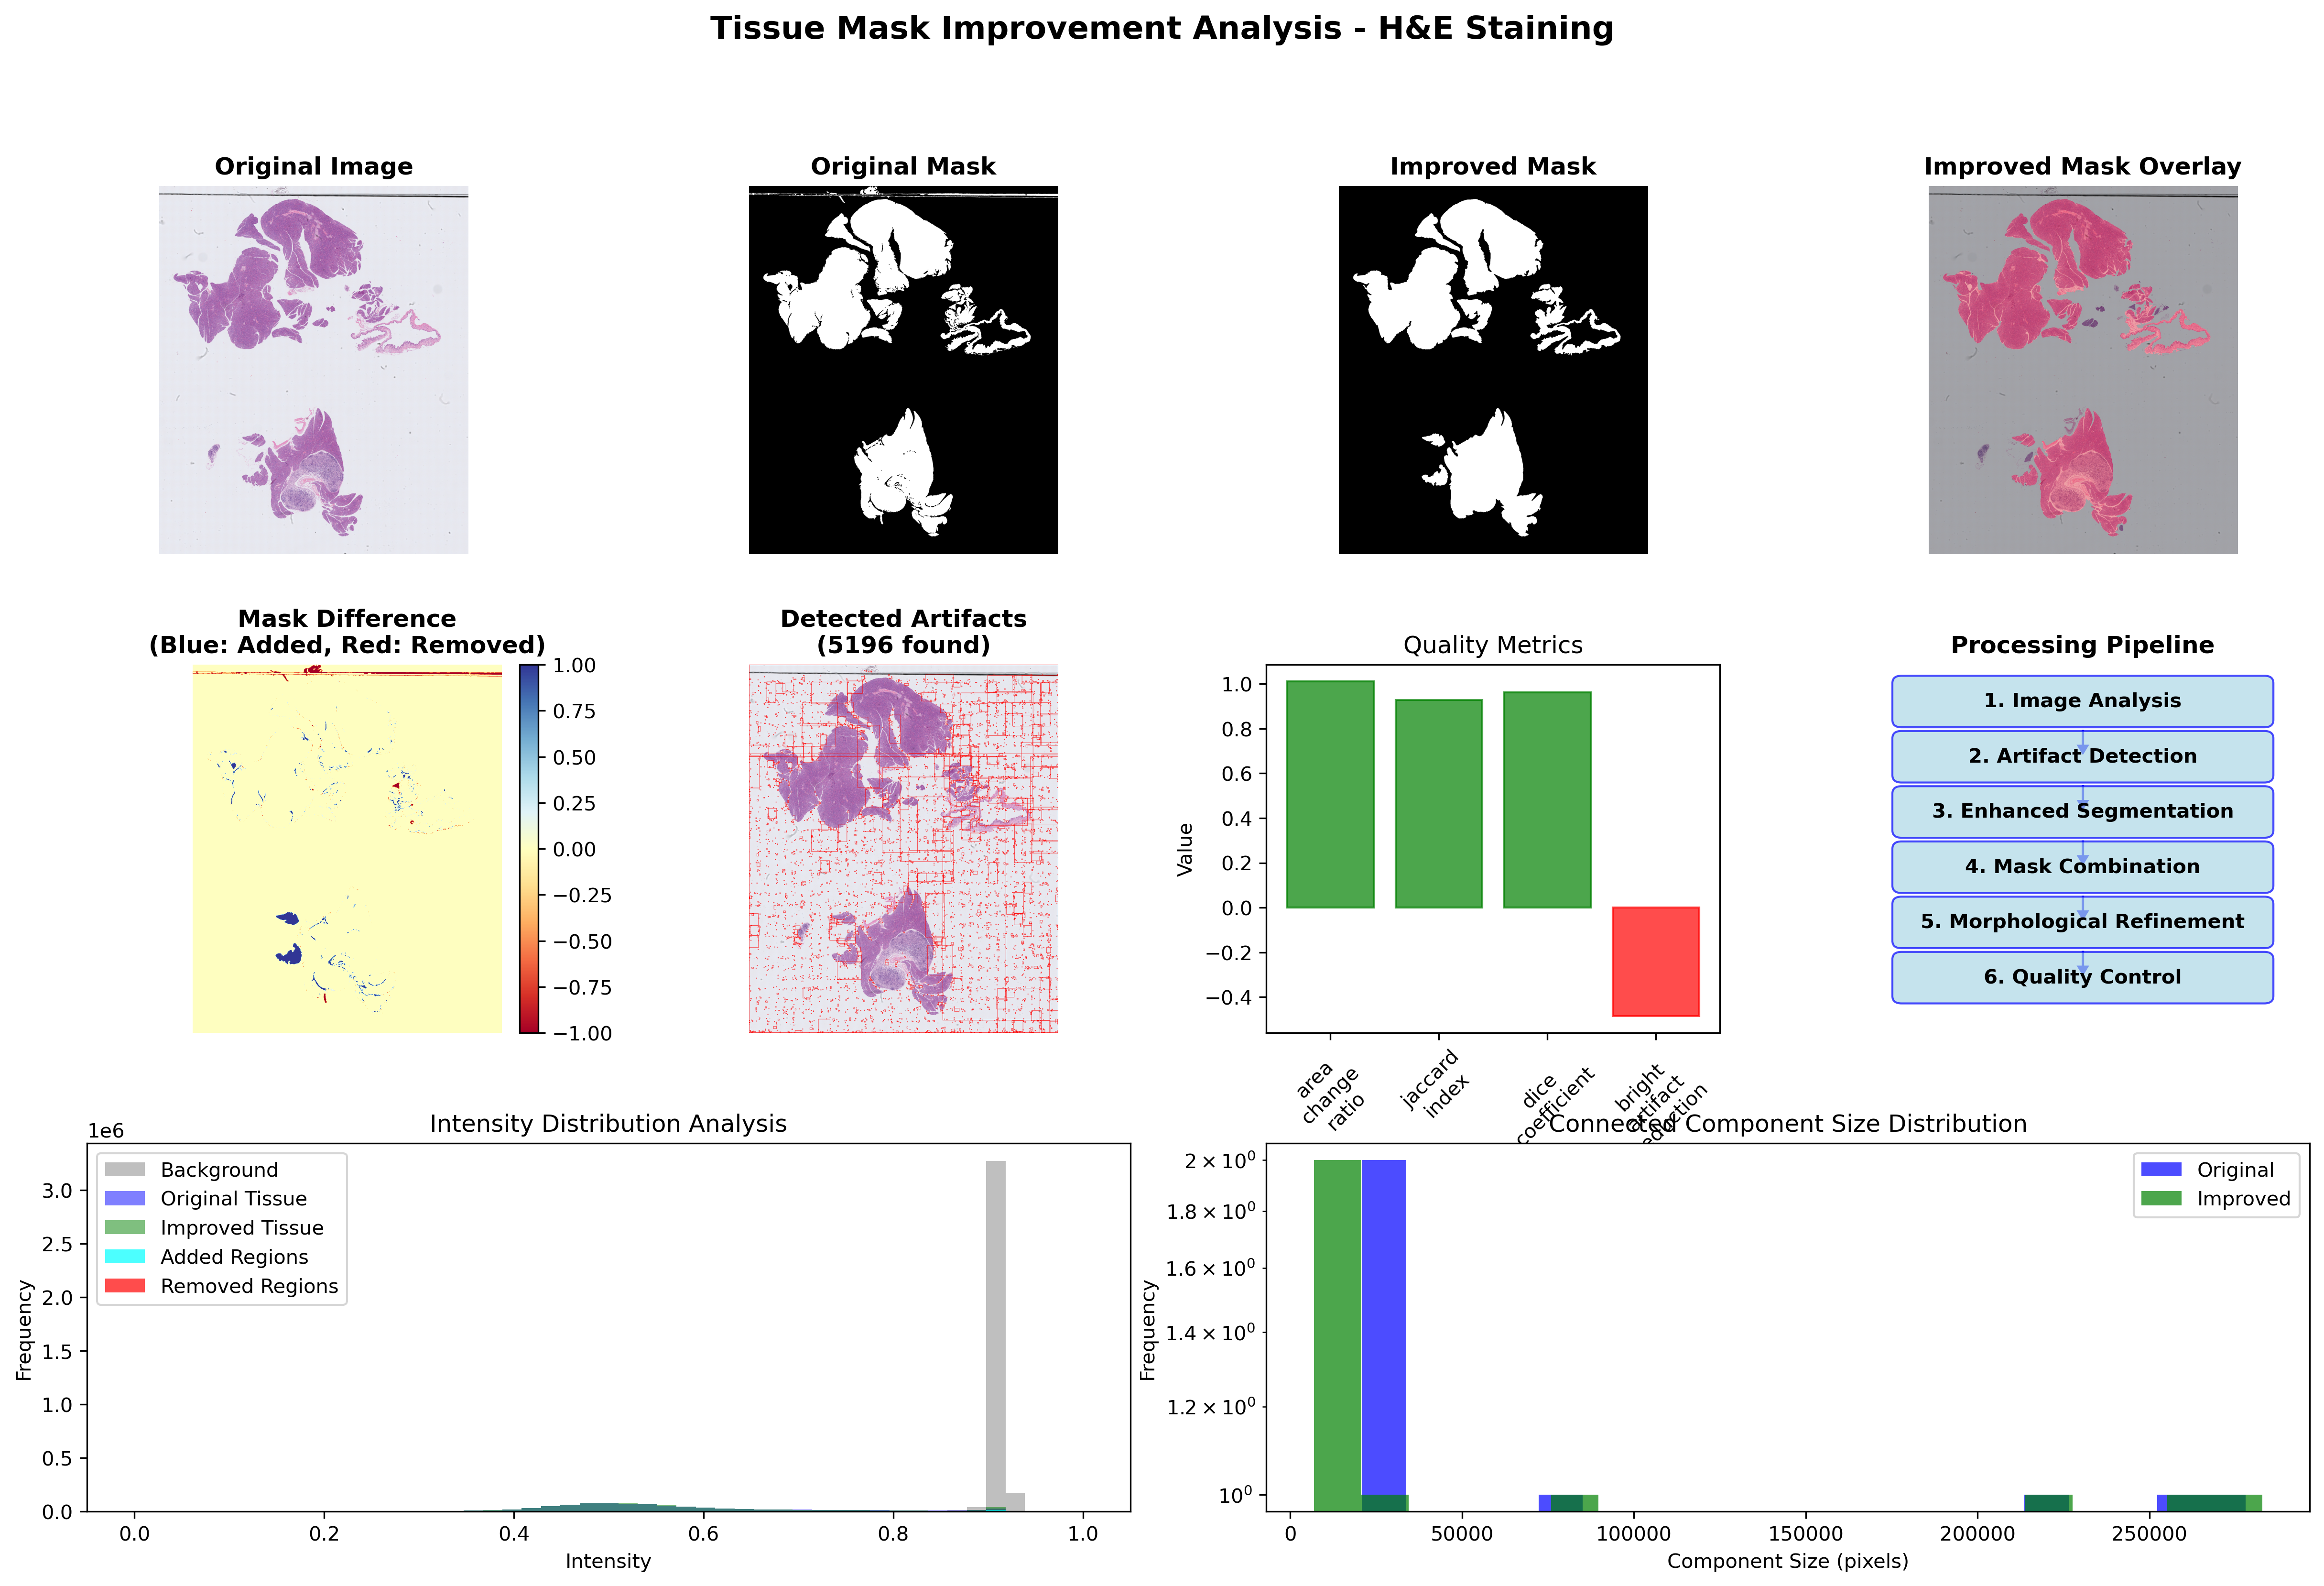 Tissue Mask Improvement Analysis - H&E Staining
Original Image
Original Mask
Improved Mask
Improved Mask Overlay
Mask Difference
(Blue: Added, Red: Removed)
1.00
0.75
0.50
0.25
0.00
−0.25
−0.50
−0.75
−1.00
Detected Artifacts
(5196 found)
Quality Metrics
Value
1.0
0.8
0.6
0.4
0.2
0.0
−0.2
−0.4
area
change
ratio
jaccard
index
dice
coefficient
bright
artifact
Processing Pipeline
1. Image Analysis
2. Artifact Detection
3. Enhanced Segmentation
4. Mask Combination
5. Morphological Refinement
6. Quality Control
Intensity Distribution Analysis
1e6
Frequency
3.0
2.5
2.0
1.5
1.0
0.5
0.0
Background
Original Tissue
Improved Tissue
Added Regions
Removed Regions
0.0 0.2 0.4 0.6 0.8 1.0
Intensity
Connected Component Size Distribution
Frequency
2 × 10⁰
1.8 × 10⁰
1.6 × 10⁰
1.4 × 10⁰
1.2 × 10⁰
10⁰
Original
Improved
0 50000 100000 150000 200000 250000
Component Size (pixels)